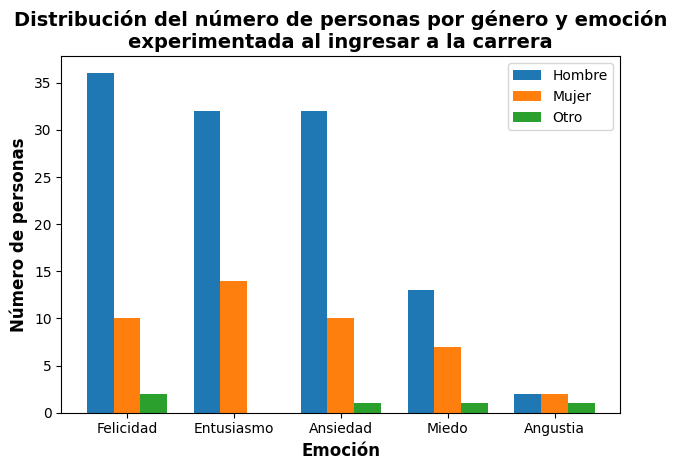 Distribución del número de personas por género y emoción
experimentada al ingresar a la carrera
Hombre
Mujer
Otro
Número de personas
35
30
25
20
15
10
5
0
Felicidad Entusiasmo Ansiedad Miedo Angustia
Emoción